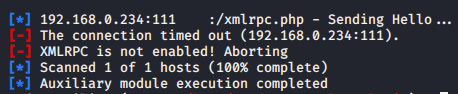 [*] 192.168.0.234:111    :/xmlrpc.php - Sending Hello...
[-] The connection timed out (192.168.0.234:111).
[-] XMLRPC is not enabled! Aborting
[*] Scanned 1 of 1 hosts (100% complete)
[*] Auxiliary module execution completed